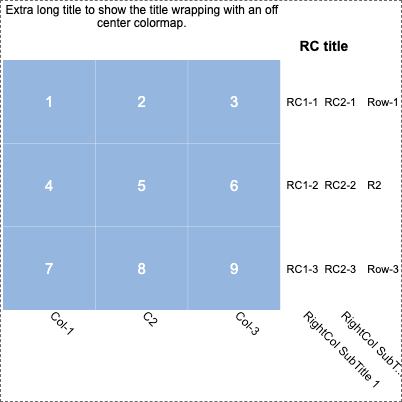 Extra long title to show the title wrapping with an off
center colormap.
RC title
1 2 3 RC1-1 RC2-1 Row-1
4 5 6 RC1-2 RC2-2 R2
7 8 9 RC1-3 RC2-3 Row-3
Col-1 C2 Col-3
RightCol SubTitle 1
RightCol SubT...